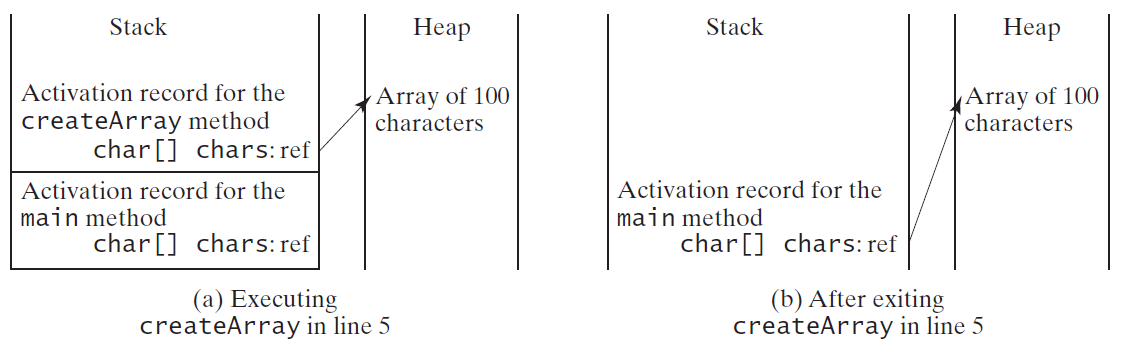 Stack
Heap
Activation record for the
createArray method
char[] chars: ref
Array of 100
characters
Activation record for the
main method
char[] chars: ref
(a) Executing
createArray in line 5
Stack
Heap
Array of 100
characters
Activation record for the
main method
char[] chars: ref
(b) After exiting
createArray in line 5